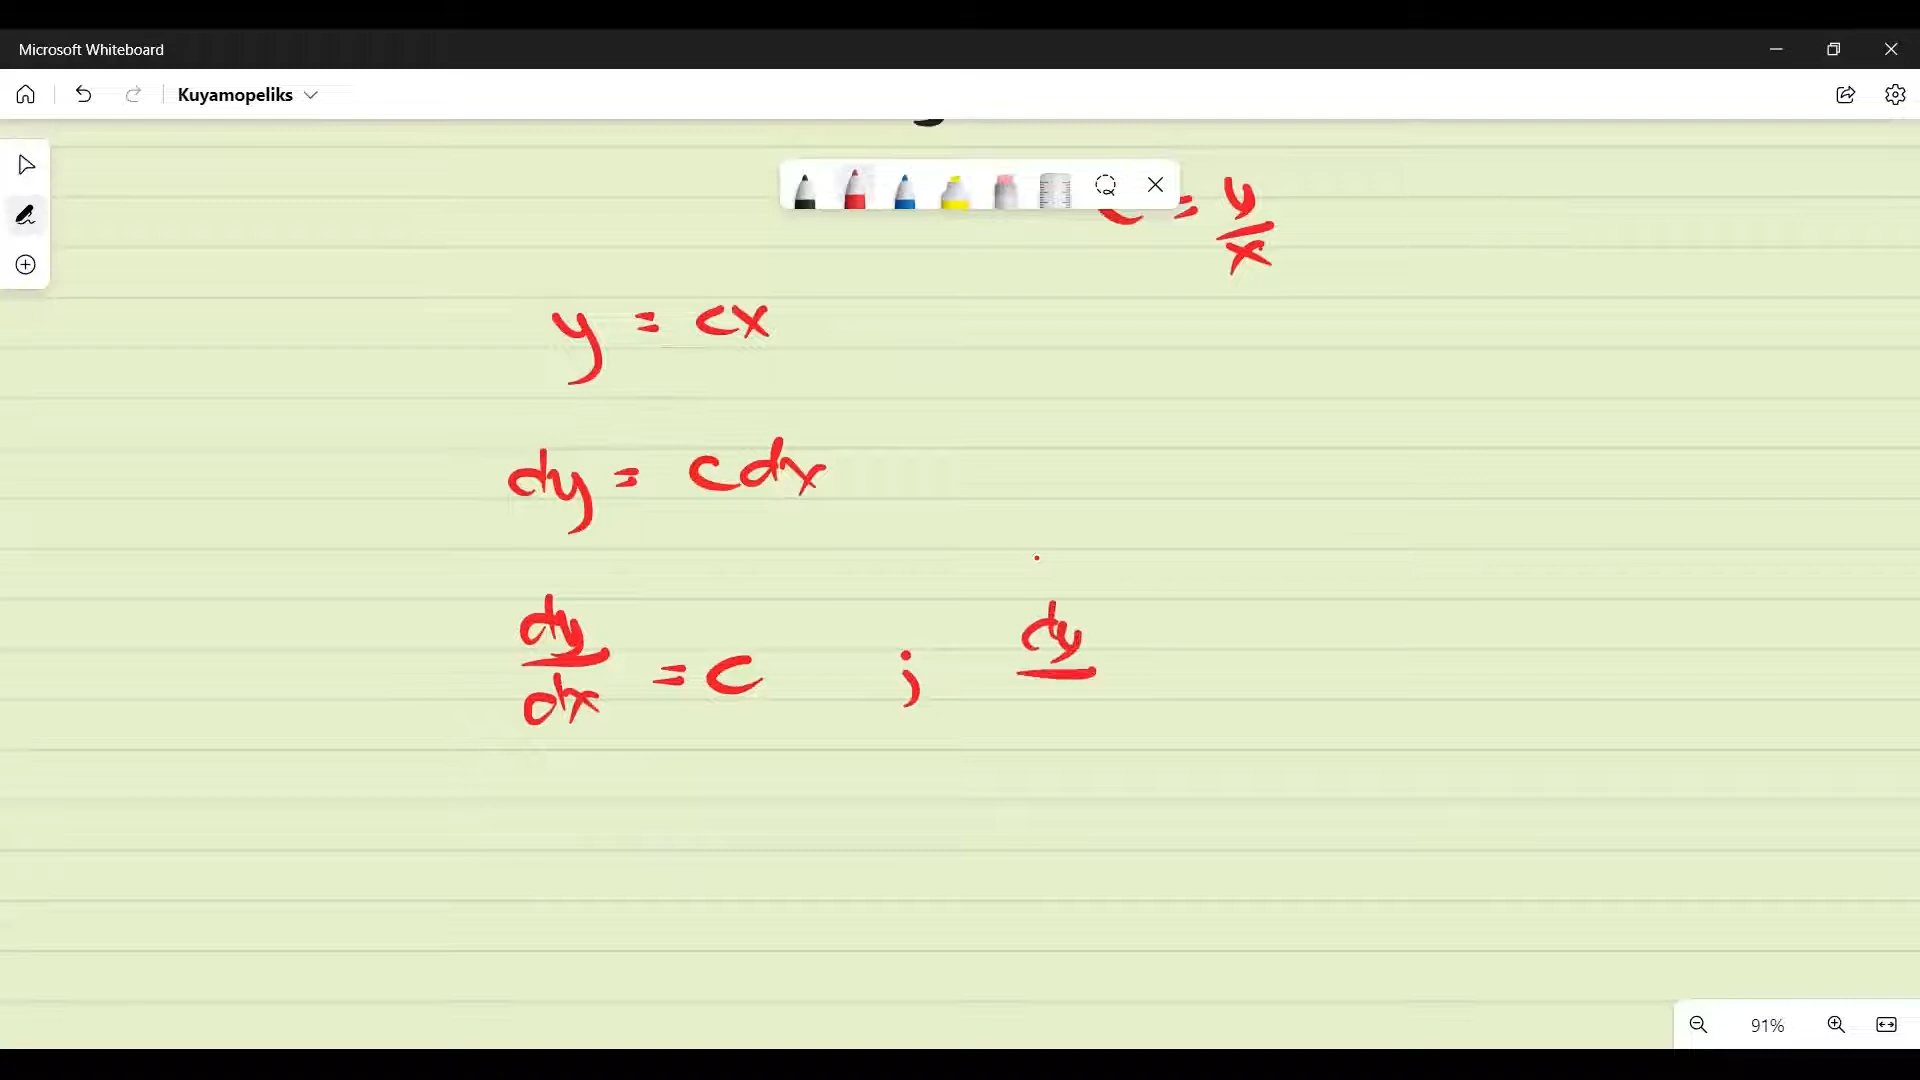 Microsoft Whiteboard
Kuyamopeliks
= y/x
y = cx
dy = cdx
dy/dx = c ; dy/
91%